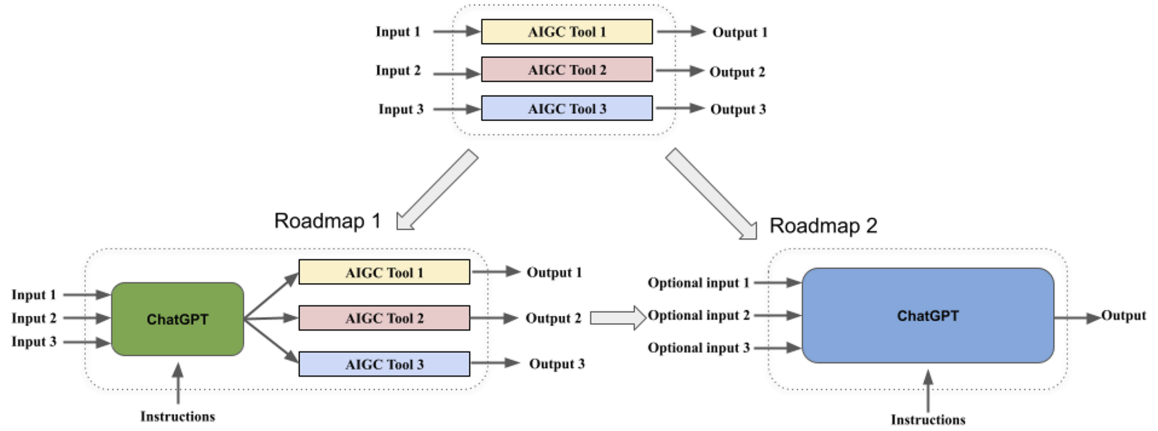 Input 1 AIGC Tool 1 Output 1
Input 2 AIGC Tool 2 Output 2
Input 3 AIGC Tool 3 Output 3
Roadmap 1
Roadmap 2
AIGC Tool 1 Output 1
Input 1
Input 2 ChatGPT AIGC Tool 2 Output 2
Input 3
AIGC Tool 3 Output 3
Instructions
Optional input 1
Optional input 2 ChatGPT Output
Optional input 3
Instructions